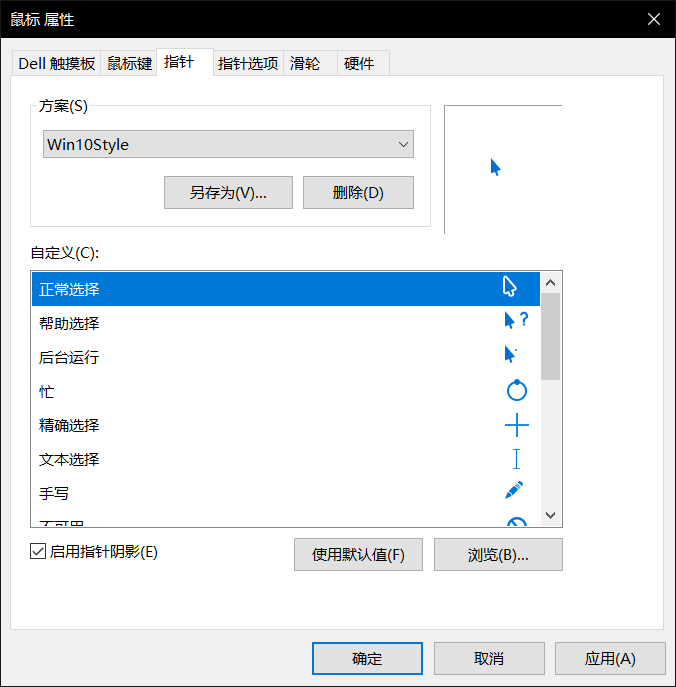 鼠标 属性
Dell 触摸板 鼠标键 指针 指针选项 滑轮 硬件
方案(S)
Win10Style
另存为(V)... 删除(D)
自定义(C):
正常选择
帮助选择
后台运行
忙
精确选择
文本选择
手写
不可用
启用指针阴影(E) 使用默认值(F) 浏览(B)...
确定 取消 应用(A)